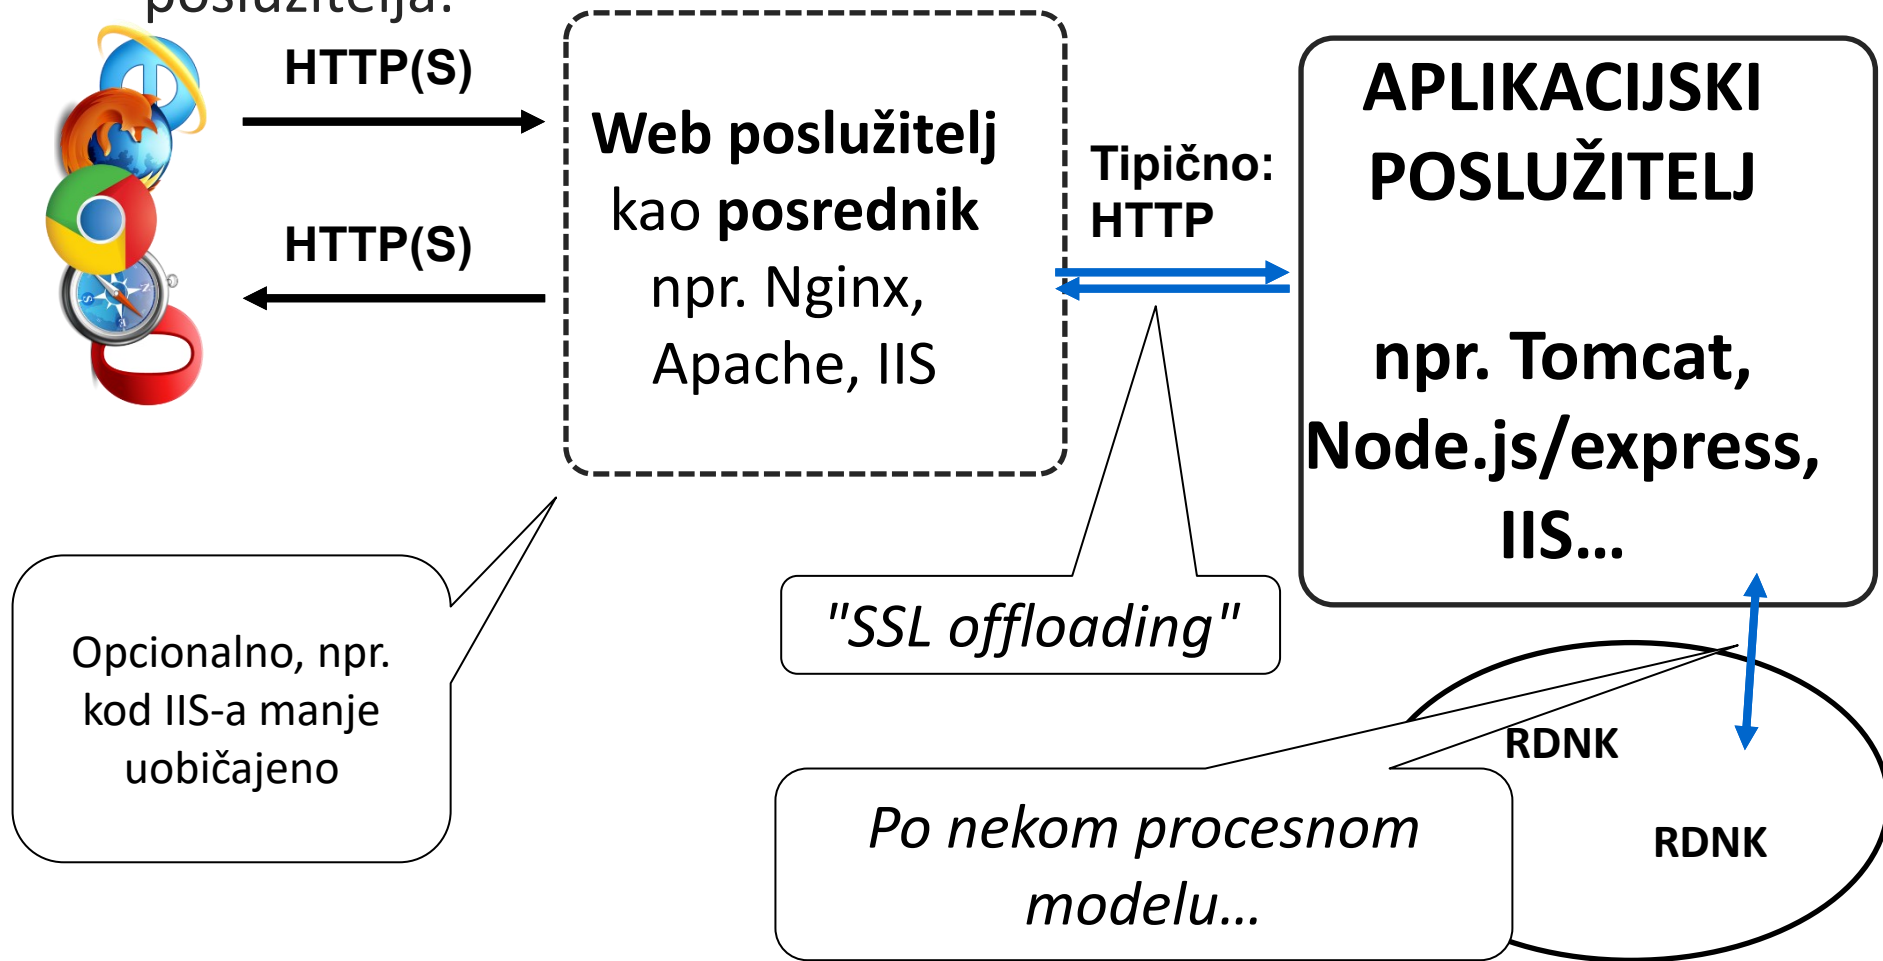 poslužitelja:
HTTP(S)
HTTP(S)
Web poslužitelj
kao posrednik
npr. Nginx,
Apache, IIS
Tipično:
HTTP
APLIKACIJSKI
POSLUŽITELJ
npr. Tomcat,
Node.js/express,
IIS…
Opcionalno, npr.
kod IIS-a manje
uobičajeno
"SSL offloading"
Po nekom procesnom
modelu…
RDNK
RDNK